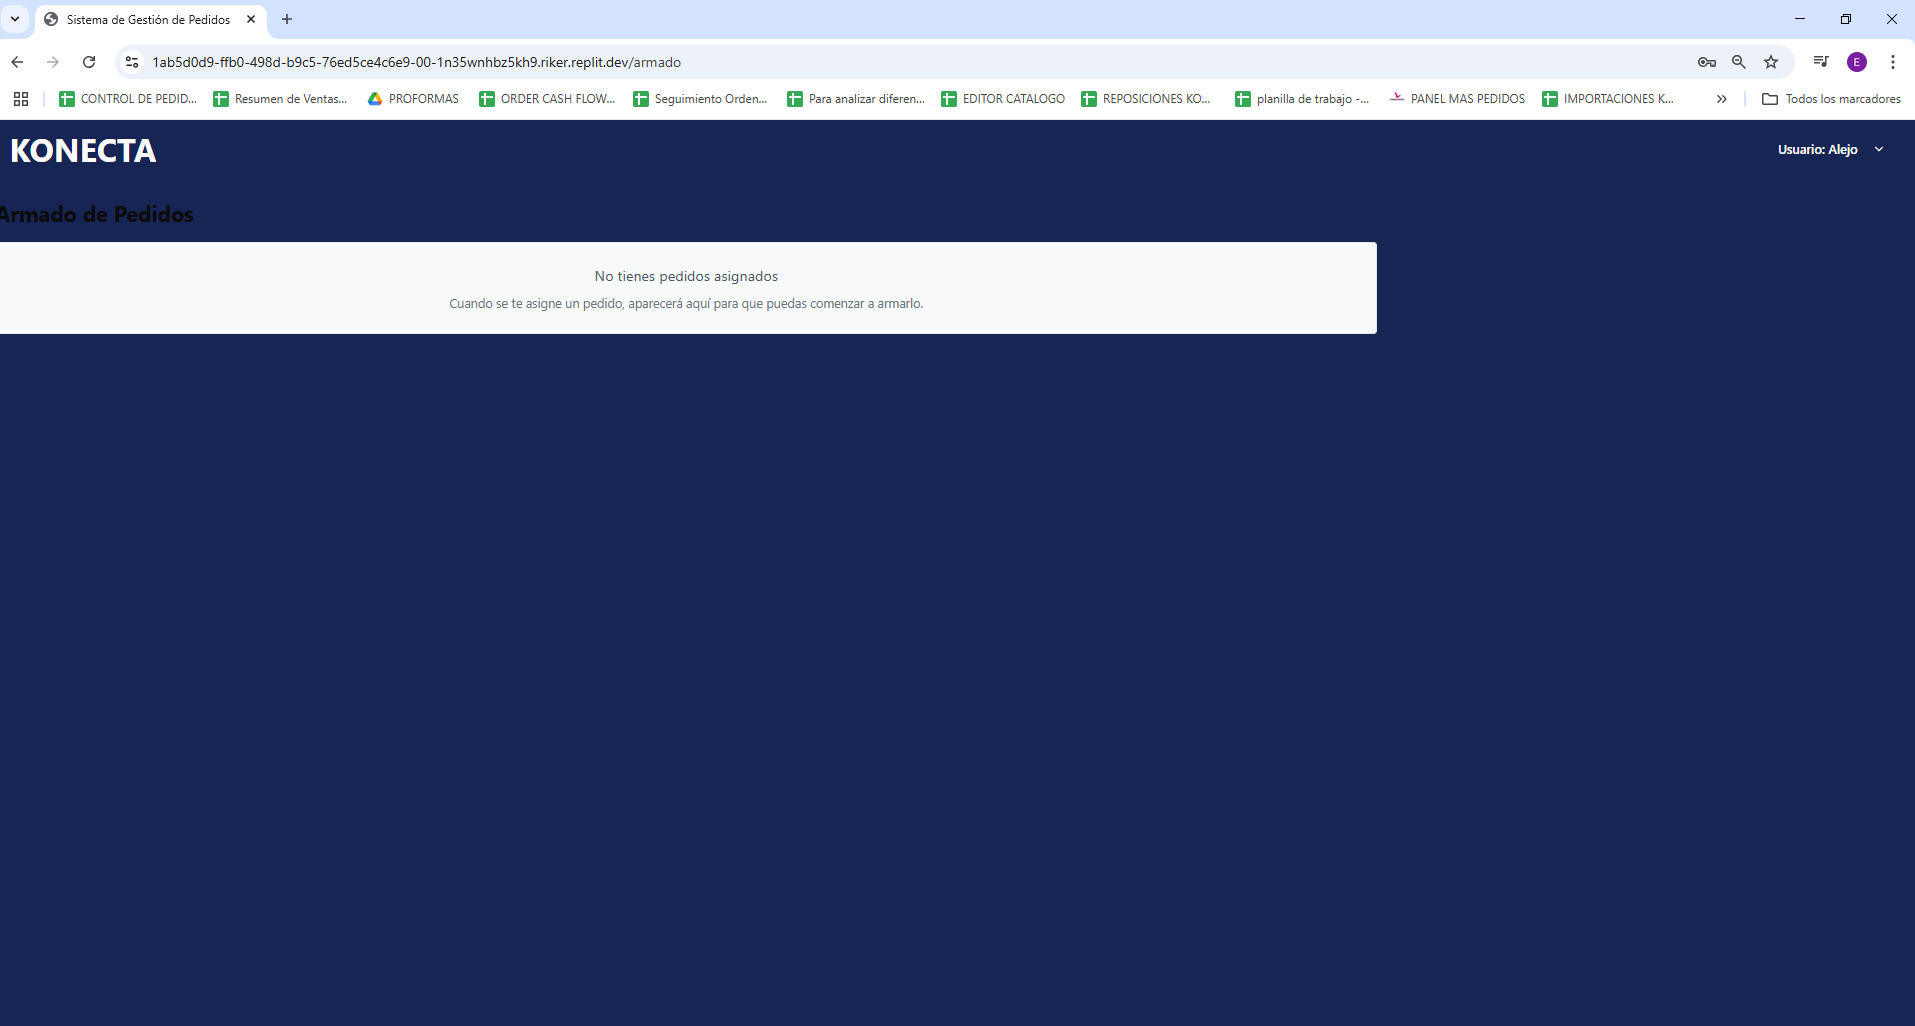 Sistema de Gestión de Pedidos
1ab5d0d9-ffb0-498d-b9c5-76ed5ce4c6e9-00-1n35wnhbz5kh9.riker.replit.dev/armado
E
CONTROL DE PEDID... Resumen de Ventas... PROFORMAS ORDER CASH FLOW... Seguimiento Orden... Para analizar diferen... EDITOR CATALOGO REPOSICIONES KO... planilla de trabajo -... PANEL MAS PEDIDOS IMPORTACIONES K... Todos los marcadores
KONECTA
Usuario: Alejo
Armado de Pedidos
No tienes pedidos asignados
Cuando se te asigne un pedido, aparecerá aquí para que puedas comenzar a armarlo.